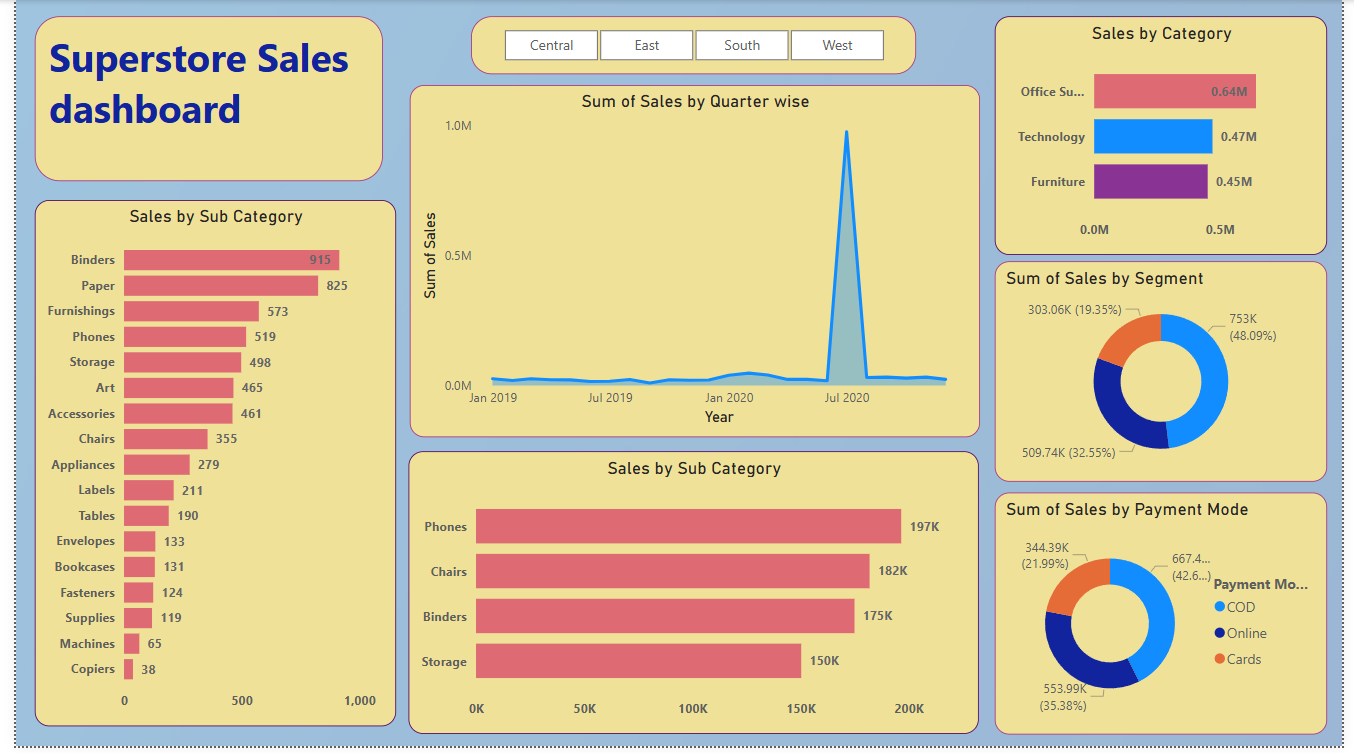 Superstore Sales
dashboard
Central East South West
Sales by Sub Category
Binders 915
Paper 825
Furnishings 573
Phones 519
Storage 498
Art 465
Accessories 461
Chairs 355
Appliances 279
Labels 211
Tables 190
Envelopes 133
Bookcases 131
Fasteners 124
Supplies 119
Machines 65
Copiers 38
0 500 1,000
Sum of Sales by Quarter wise
Sum of Sales
1.0M
0.5M
0.0M
Jan 2019 Jul 2019 Jan 2020 Jul 2020
Year
Sales by Sub Category
Phones 197K
Chairs 182K
Binders 175K
Storage 150K
0K 50K 100K 150K 200K
Sales by Category
Office Su... 0.64M
Technology 0.47M
Furniture 0.45M
0.0M 0.5M
Sum of Sales by Segment
303.06K (19.35%)
753K
(48.09%)
509.74K (32.55%)
Sum of Sales by Payment Mode
344.39K
(21.99%)
667.4...
(42.6...)
553.99K
(35.38%)
Payment Mo...
COD
Online
Cards